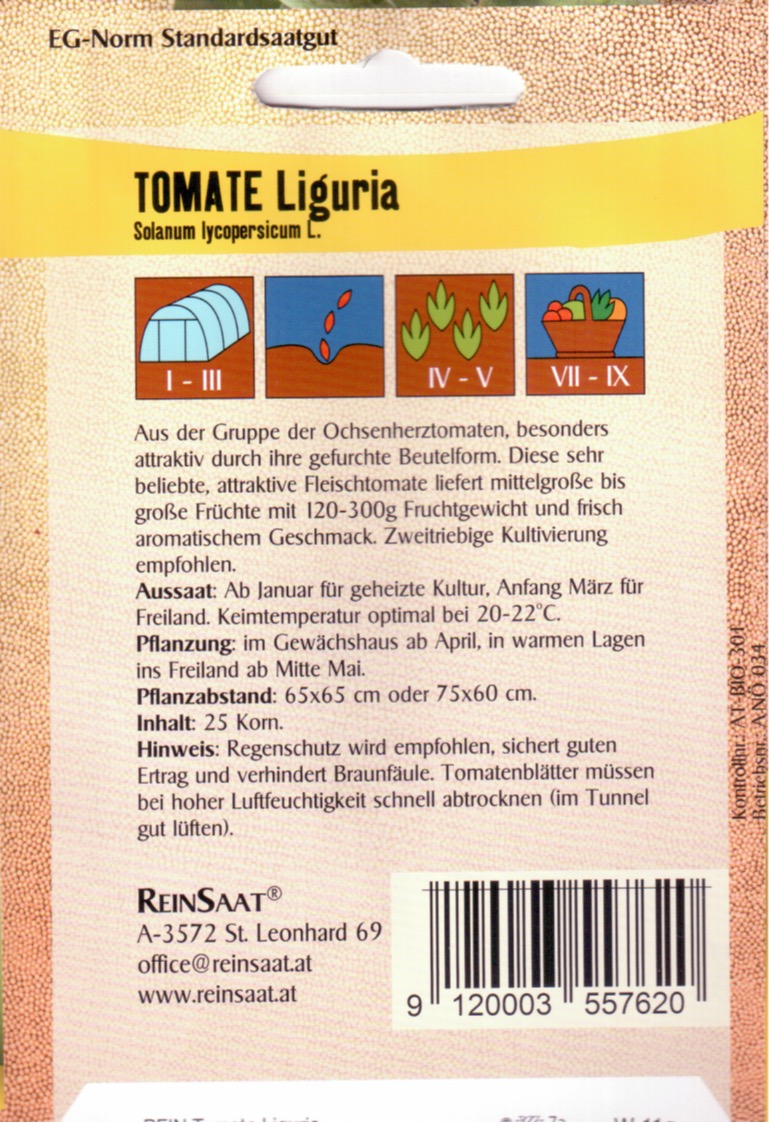 EG-Norm Standardsaatgut
TOMATE Liguria
Solanum lycopersicum L.
I - III
IV - V
VII - IX
Aus der Gruppe der Ochsenherztomaten, besonders
attraktiv durch ihre gefurchte Beutelform. Diese sehr
beliebte, attraktive Fleischtomate liefert mittelgroße bis
große Früchte mit 120-300g Fruchtgewicht und frisch
aromatischem Geschmack. Zweitriebige Kultivierung
empfohlen.
Aussaat: Ab Januar für geheizte Kultur, Anfang März für
Freiland. Keimtemperatur optimal bei 20-22°C.
Pflanzung: im Gewächshaus ab April, in warmen Lagen
ins Freiland ab Mitte Mai.
Pflanzabstand: 65x65 cm oder 75x60 cm.
Inhalt: 25 Korn.
Hinweis: Regenschutz wird empfohlen, sichert guten
Ertrag und verhindert Braunfäule. Tomatenblätter müssen
bei hoher Luftfeuchtigkeit schnell abtrocknen (im Tunnel
gut lüften).
Kontrollnr.: AT-BIO-301
Betriebsnr.: ANÖ 034
REINSAAT®
A-3572 St. Leonhard 69
office@reinsaat.at
www.reinsaat.at
9 120003 557620